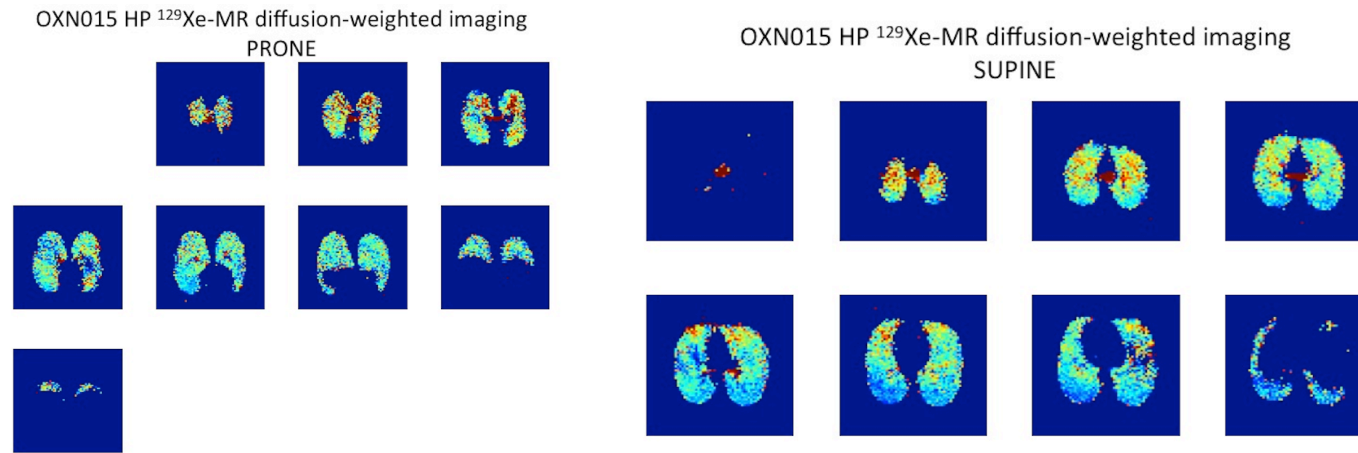 OXN015 HP ¹²⁹Xe-MR diffusion-weighted imaging
PRONE
OXN015 HP ¹²⁹Xe-MR diffusion-weighted imaging
SUPINE